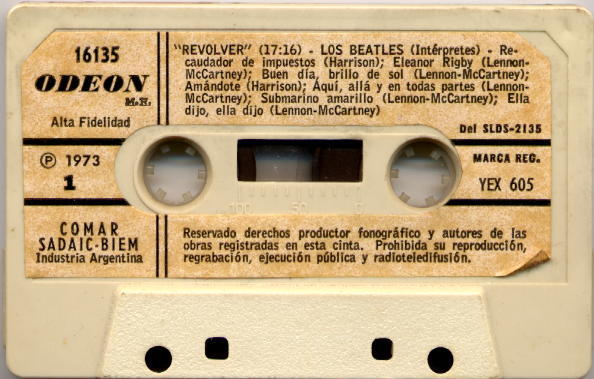 16135
ODEON
M.R.
Alta Fidelidad
"REVOLVER" (17:16) - LOS BEATLES (Intérpretes) - Re-
caudador de impuestos (Harrison); Eleanor Rigby (Lennon-
McCartney); Buen día, brillo de sol (Lennon-McCartney);
Amándote (Harrison); Aquí, allá y en todas partes (Lennon-
McCartney); Submarino amarillo (Lennon-McCartney); Ella
dijo, ella dijo (Lennon-McCartney)
Del SLDS-2135
Ⓟ 1973
1
MARCA REG.
YEX 605
100 50 0
COMAR
SADAIC-BIEM
Industria Argentina
Reservado derechos productor fonográfico y autores de las
obras registradas en esta cinta. Prohibida su reproducción,
regrabación, ejecución pública y radioteledifusión.